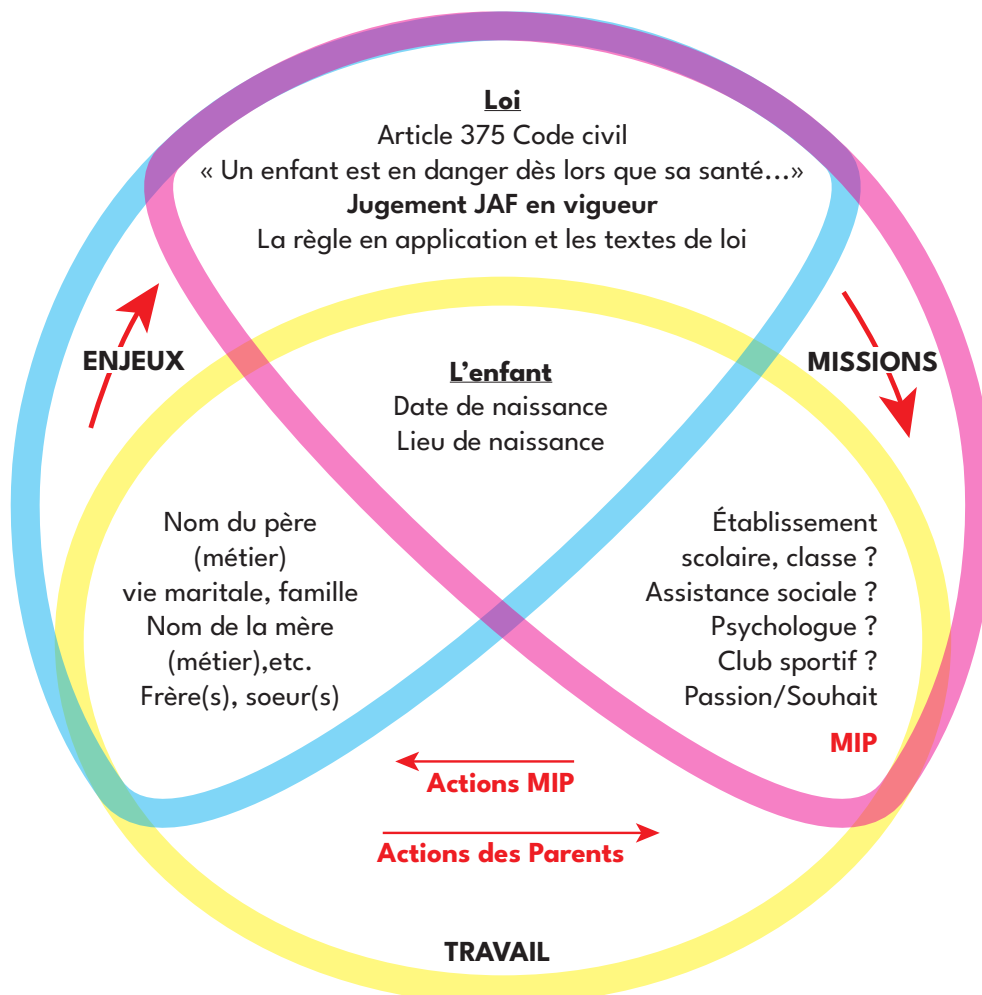 Loi
Article 375 Code civil
« Un enfant est en danger dès lors que sa santé...»
Jugement JAF en vigueur
La règle en application et les textes de loi
ENJEUX
MISSIONS
L’enfant
Date de naissance
Lieu de naissance
Nom du père
(métier)
vie maritale, famille
Nom de la mère
(métier),etc.
Frère(s), soeur(s)
Établissement
scolaire, classe ?
Assistance sociale ?
Psychologue ?
Club sportif ?
Passion/Souhait
MIP
Actions MIP
Actions des Parents
TRAVAIL